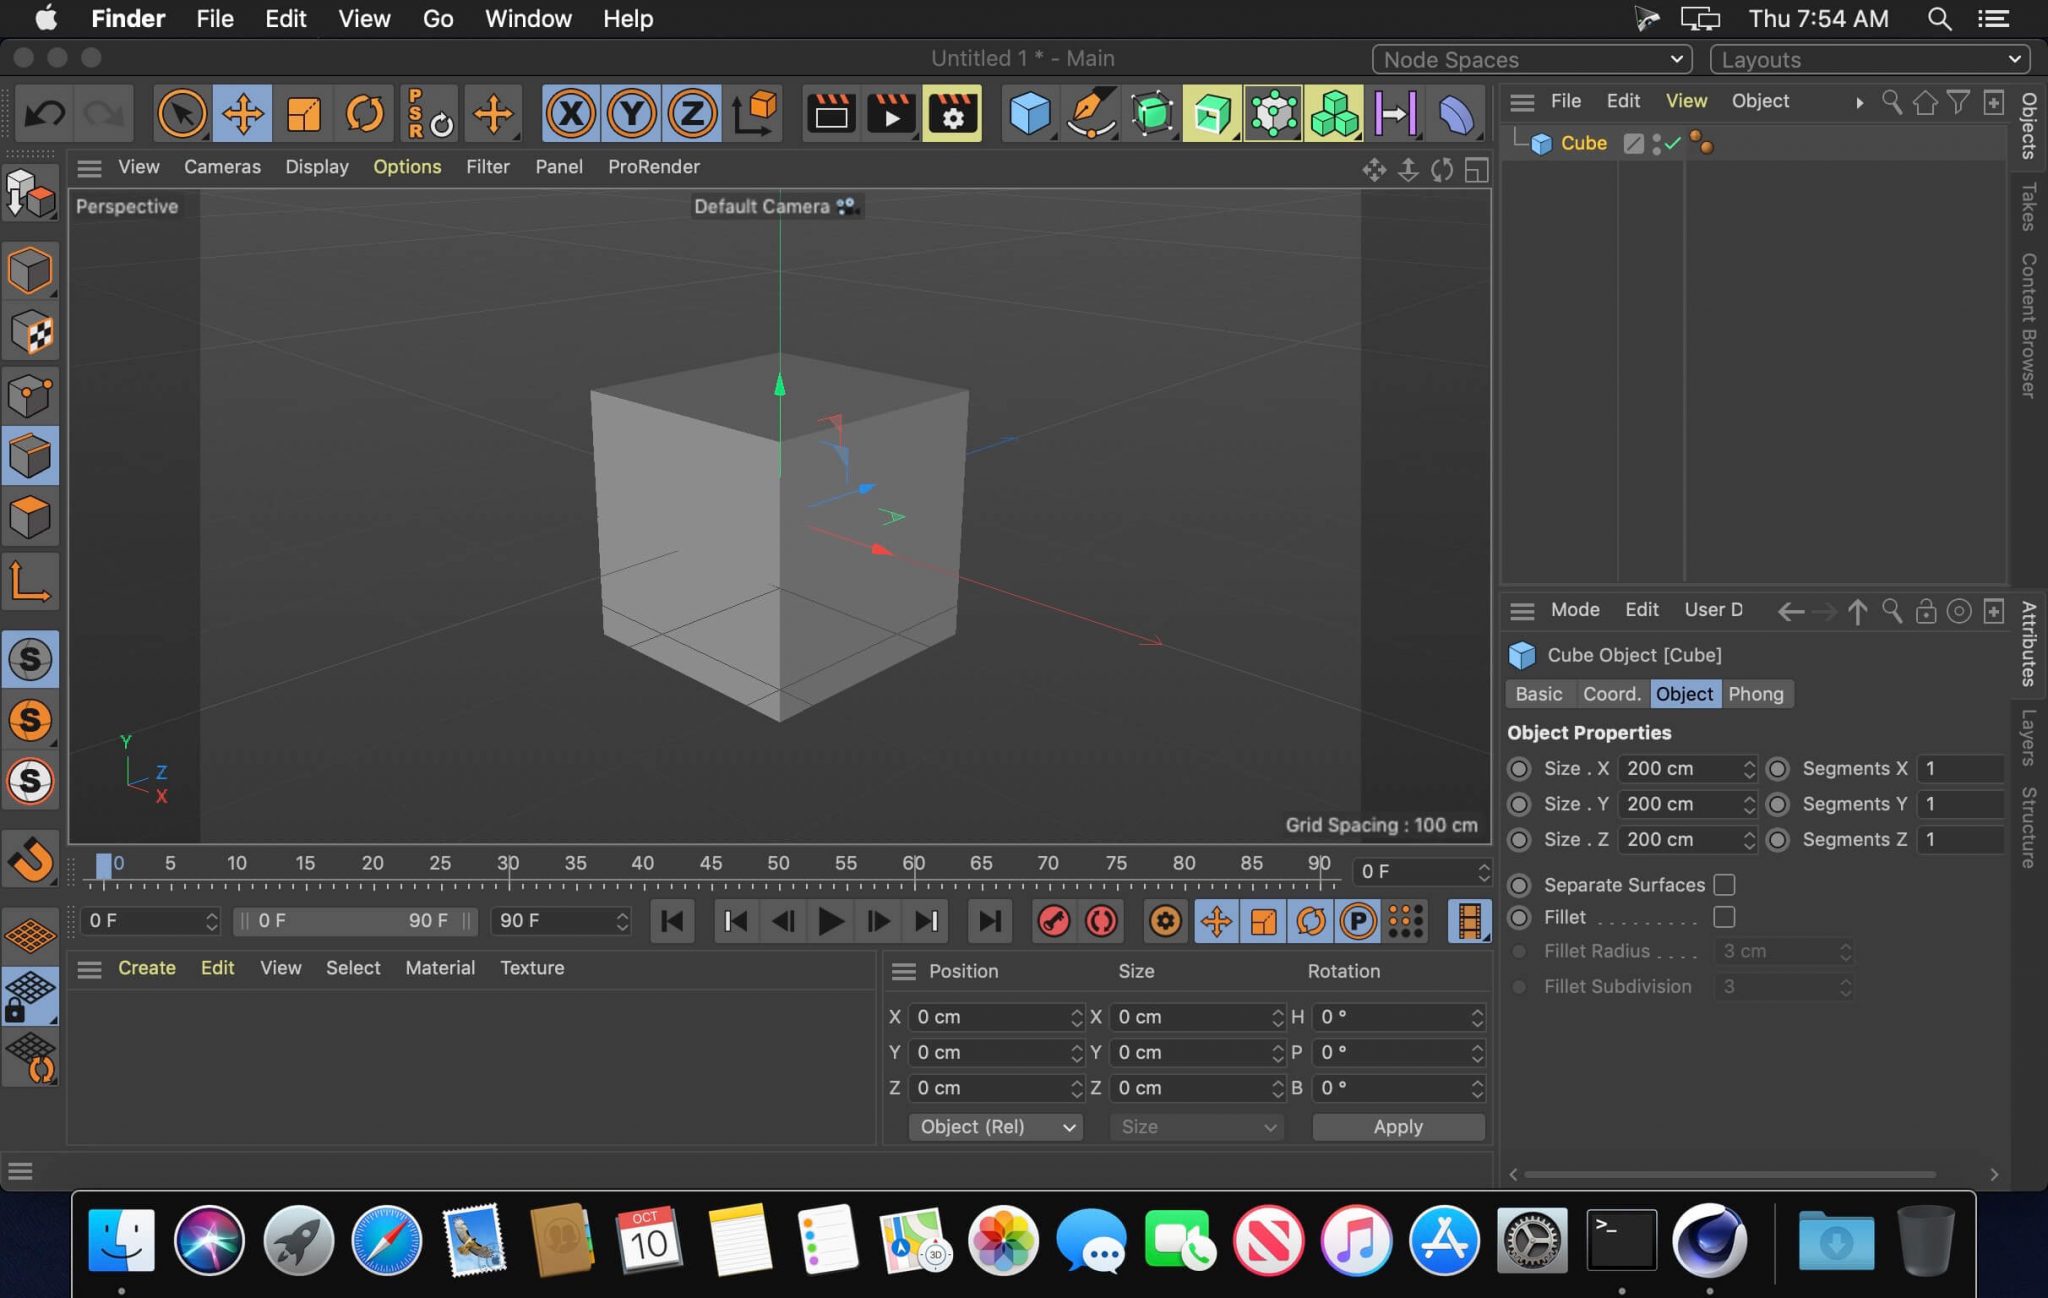 Finder File Edit View Go Window Help Thu 7:54 AM
Untitled 1 * - Main Node Spaces Layouts
P S R X Y Z
File Edit View Object
Objects
Takes
Content Browser
Cube
View Cameras Display Options Filter Panel ProRender
Perspective Default Camera
Y
Z
X
Grid Spacing : 100 cm
S
S
S
Mode Edit User D
Attributes
Layers
Structure
Cube Object [Cube]
Basic Coord. Object Phong
Object Properties
Size . X 200 cm Segments X 1
Size . Y 200 cm Segments Y 1
Size . Z 200 cm Segments Z 1
Separate Surfaces
Fillet . . . . . . . . .
Fillet Radius . . . . 3 cm
Fillet Subdivision 3
0 5 10 15 20 25 30 35 40 45 50 55 60 65 70 75 80 85 90 0 F
0 F 0 F 90 F 90 F P
Create Edit View Select Material Texture
Position Size Rotation
X 0 cm X 0 cm H 0 °
Y 0 cm Y 0 cm P 0 °
Z 0 cm Z 0 cm B 0 °
Object (Rel) Size Apply
OCT
10
3D
>_